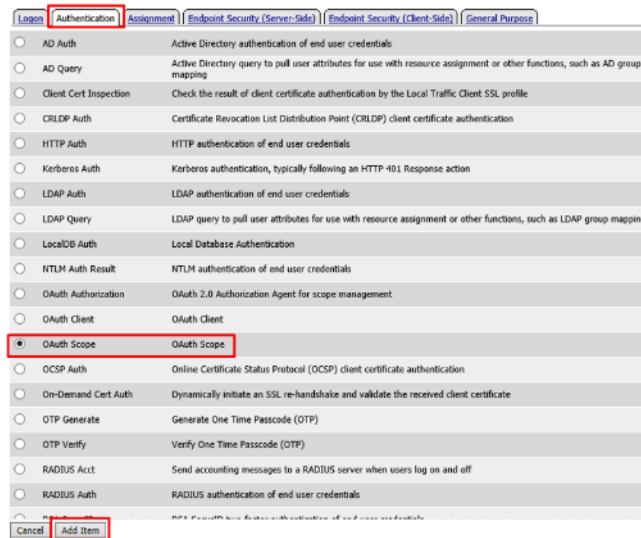 Logon Authentication Assignment Endpoint Security (Server-Side) Endpoint Security (Client-Side) General Purpose
AD Auth Active Directory authentication of end user credentials
AD Query Active Directory query to pull user attributes for use with resource assignment or other functions, such as AD group
mapping
Client Cert Inspection Check the result of client certificate authentication by the Local Traffic Client SSL profile
CRLDP Auth Certificate Revocation List Distribution Point (CRLDP) client certificate authentication
HTTP Auth HTTP authentication of end user credentials
Kerberos Auth Kerberos authentication, typically following an HTTP 401 Response action
LDAP Auth LDAP authentication of end user credentials
LDAP Query LDAP query to pull user attributes for use with resource assignment or other functions, such as LDAP group mappin
LocalDB Auth Local Database Authentication
NTLM Auth Result NTLM authentication of end user credentials
OAuth Authorization OAuth 2.0 Authorization Agent for scope management
OAuth Client OAuth Client
OAuth Scope OAuth Scope
OCSP Auth Online Certificate Status Protocol (OCSP) client certificate authentication
On-Demand Cert Auth Dynamically initiate an SSL re-handshake and validate the received client certificate
OTP Generate Generate One Time Passcode (OTP)
OTP Verify Verify One Time Passcode (OTP)
RADIUS Acct Send accounting messages to a RADIUS server when users log on and off
RADIUS Auth RADIUS authentication of end user credentials
RSA SecurID two-factor authentication of end user credentials
Cancel Add Item